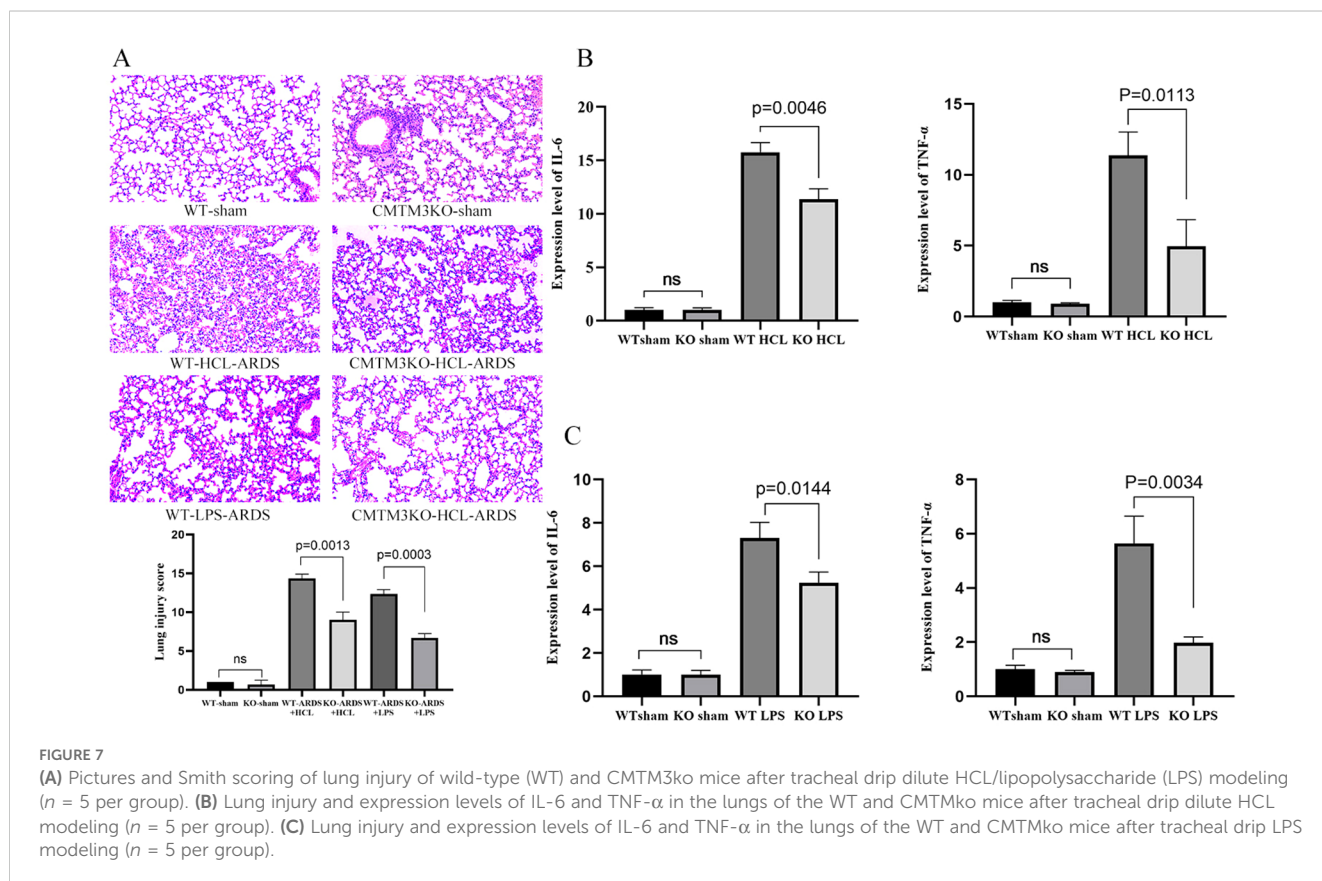 A
WT-sham
CMTM3KO-sham
WT-HCL-ARDS
CMTM3KO-HCL-ARDS
WT-LPS-ARDS
CMTM3KO-HCL-ARDS
Lung injury score
20
15
10
5
0
ns
p=0.0013
p=0.0003
WT-sham
KO-sham
WT-ARDS
+HCL
KO-ARDS
+HCL
WT-ARDS
+LPS
KO-ARDS
+LPS
B
Expression level of IL-6
20
15
10
5
0
ns
p=0.0046
WTsham
KO sham
WT HCL
KO HCL
Expression level of TNF-α
15
10
5
0
ns
P=0.0113
WTsham
KO sham
WT HCL
KO HCL
C
Expression level of IL-6
10
8
6
4
2
0
ns
p=0.0144
WTsham
KO sham
WT LPS
KO LPS
Expression level of TNF-α
8
6
4
2
0
ns
P=0.0034
WTsham
KO sham
WT LPS
KO LPS
FIGURE 7
(A) Pictures and Smith scoring of lung injury of wild-type (WT) and CMTM3ko mice after tracheal drip dilute HCL/lipopolysaccharide (LPS) modeling
(n = 5 per group). (B) Lung injury and expression levels of IL-6 and TNF-α in the lungs of the WT and CMTMko mice after tracheal drip dilute HCL
modeling (n = 5 per group). (C) Lung injury and expression levels of IL-6 and TNF-α in the lungs of the WT and CMTMko mice after tracheal drip LPS
modeling (n = 5 per group).